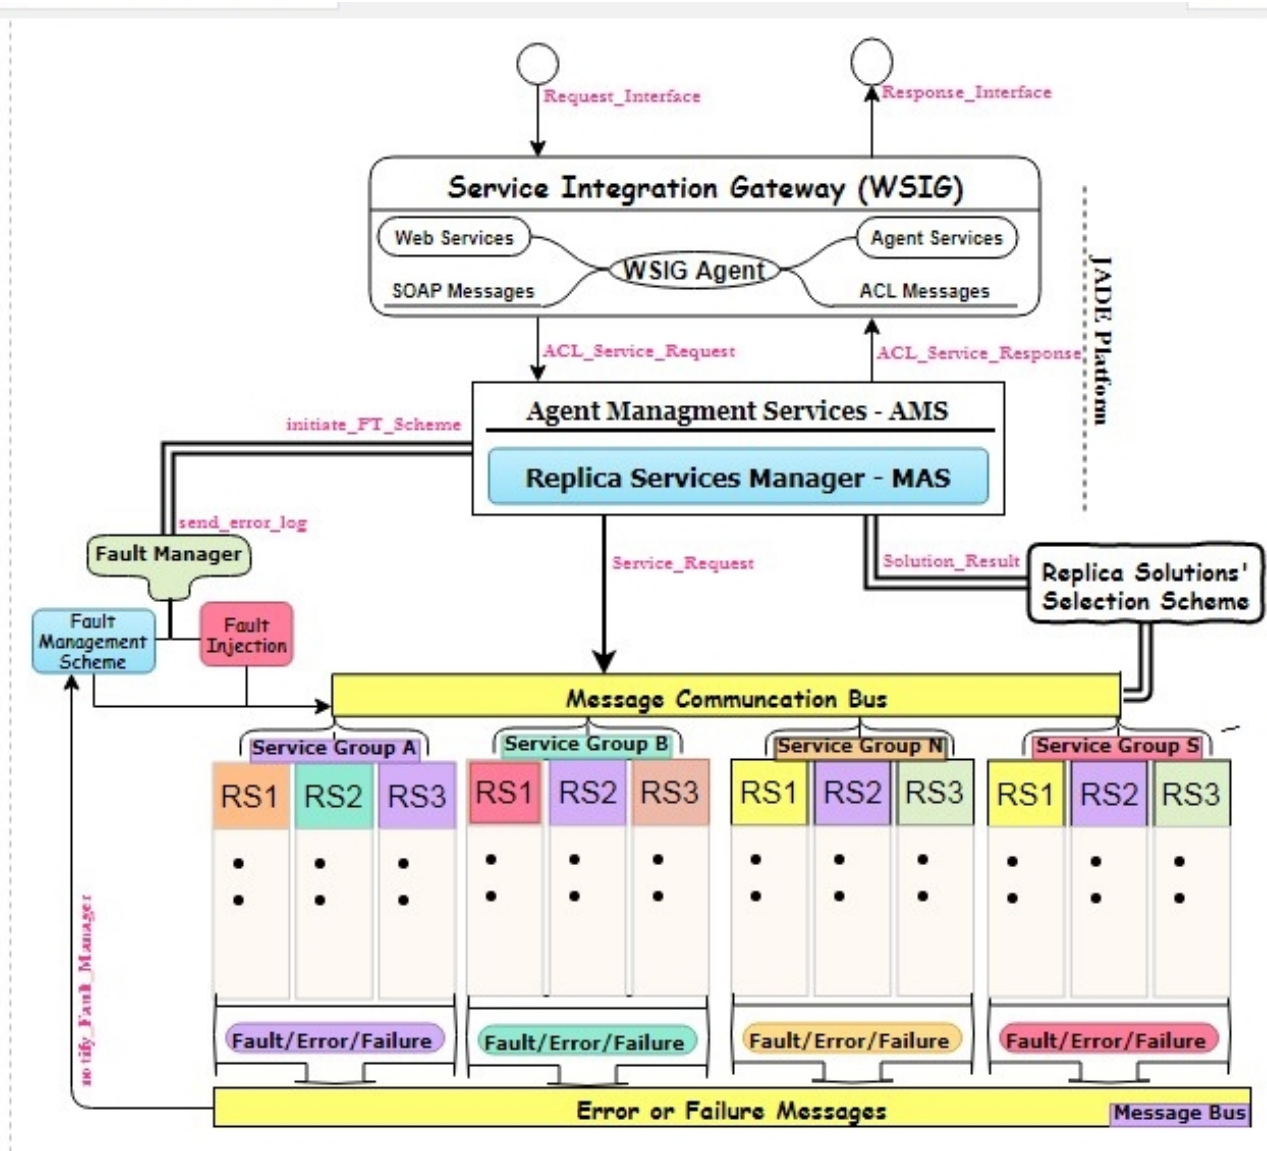 Request_Interface
Response_Interface
Service Integration Gateway (WSIG)
Web Services
Agent Services
WSIG Agent
SOAP Messages
ACL Messages
JADE Platform
ACL_Service_Request
ACL_Service_Response
Agent Managment Services - AMS
initiate_FT_Scheme
Replica Services Manager - MAS
send_error_log
Fault Manager
Service_Request
Solution_Result
Replica Solutions'
Selection Scheme
Fault
Management
Scheme
Fault
Injection
Message Communcation Bus
Service Group A
Service Group B
Service Group N
Service Group S
RS1 RS2 RS3
RS1 RS2 RS3
RS1 RS2 RS3
RS1 RS2 RS3
notify_Fault_Manager
Fault/Error/Failure
Fault/Error/Failure
Fault/Error/Failure
Fault/Error/Failure
Error or Failure Messages
Message Bus